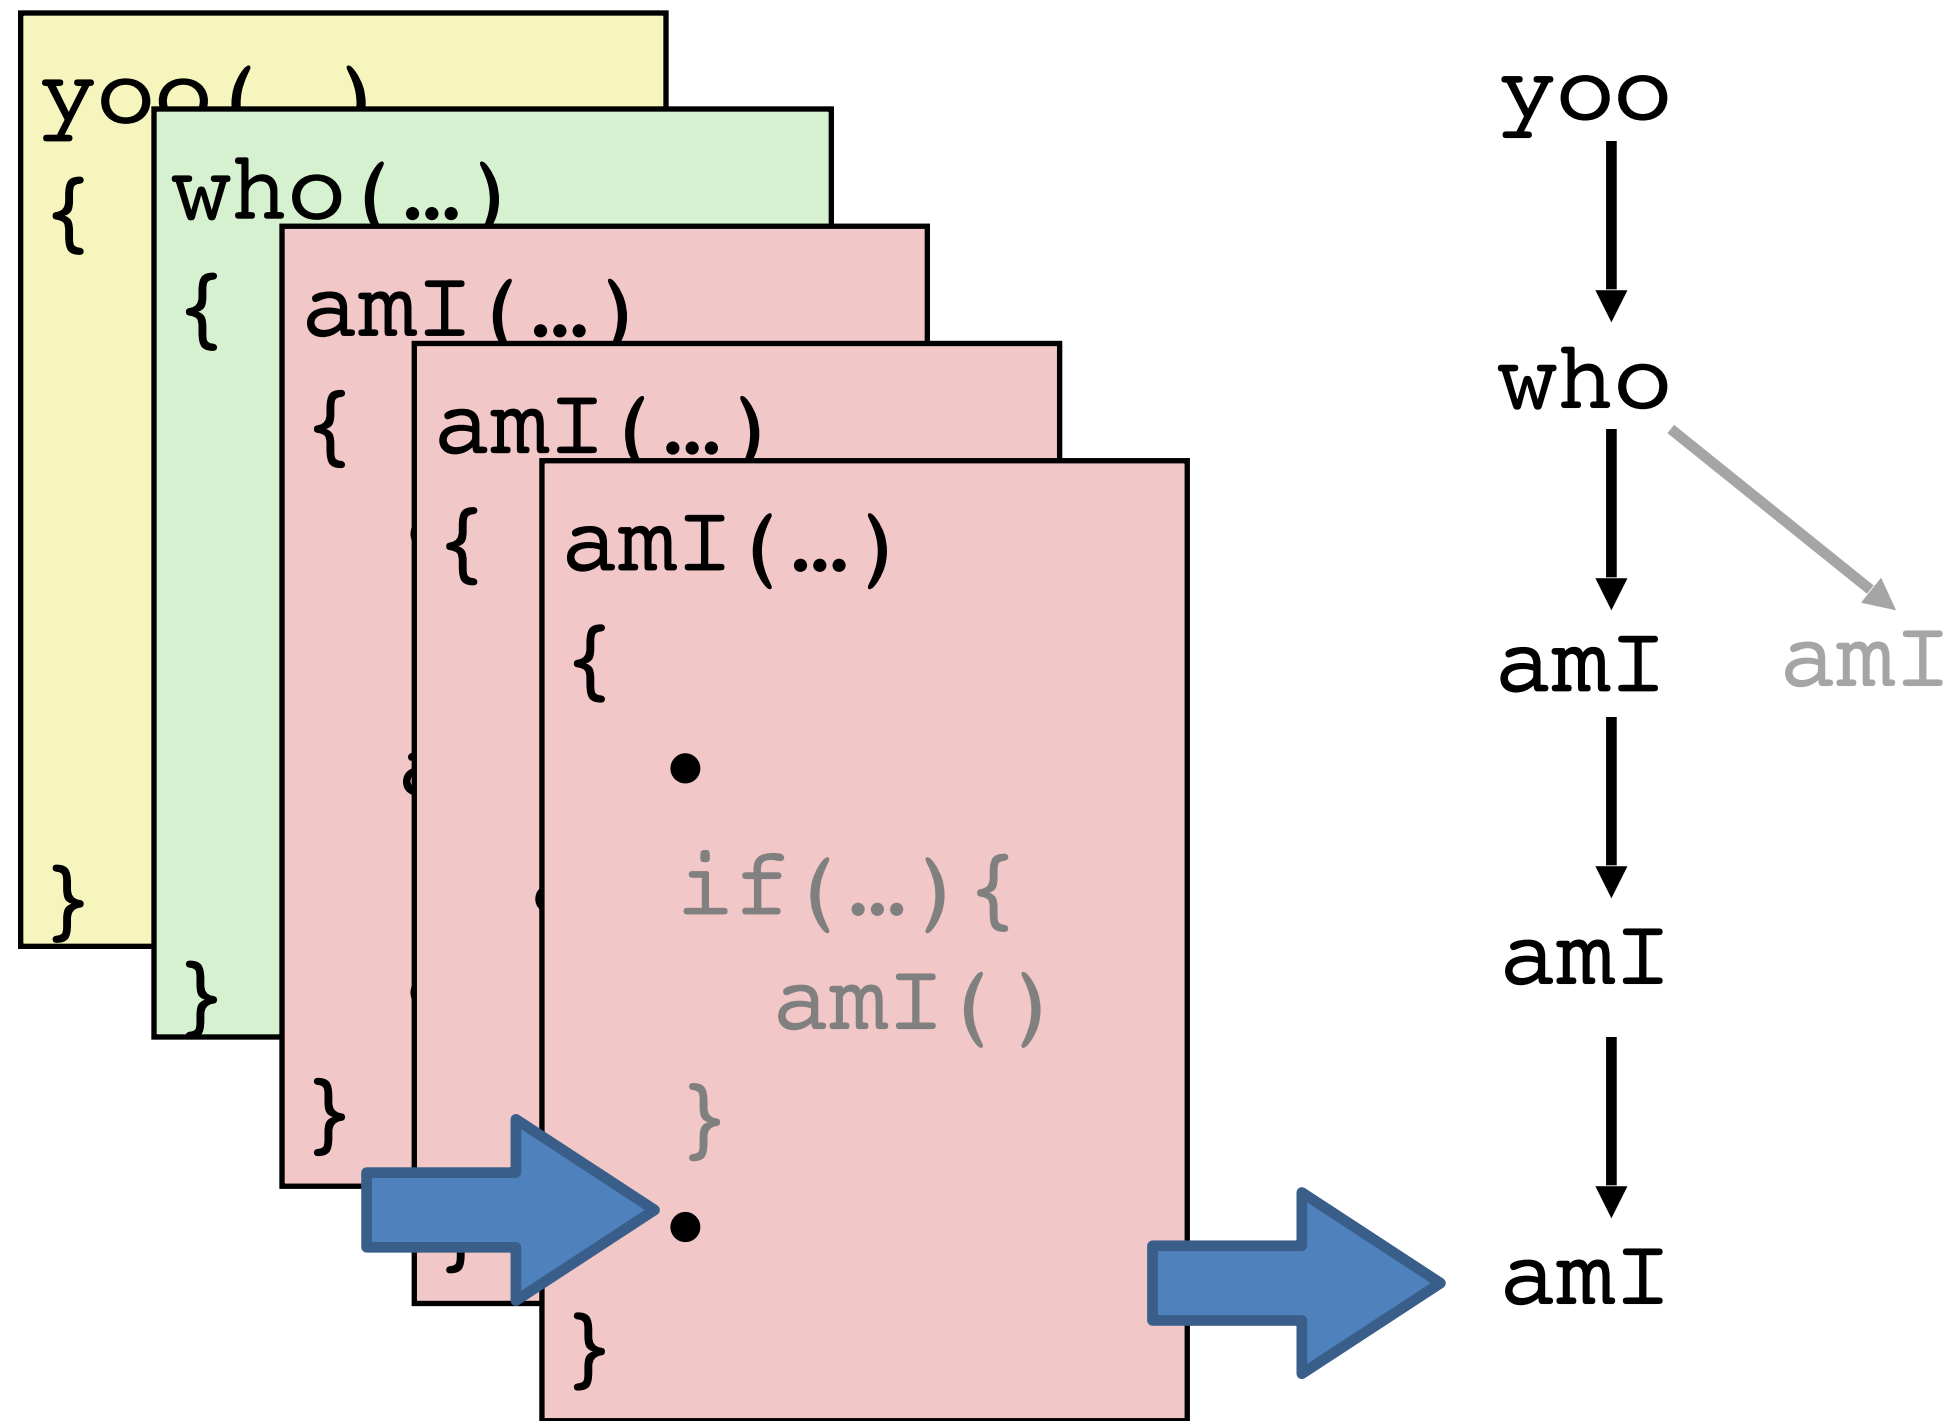 yoo(
{
}
who(…)
{
}
amI(…)
{
}
amI(…)
{
}
amI(…)
{
•
if(…){
amI()
}
•
}
yoo
who
amI amI
amI
amI